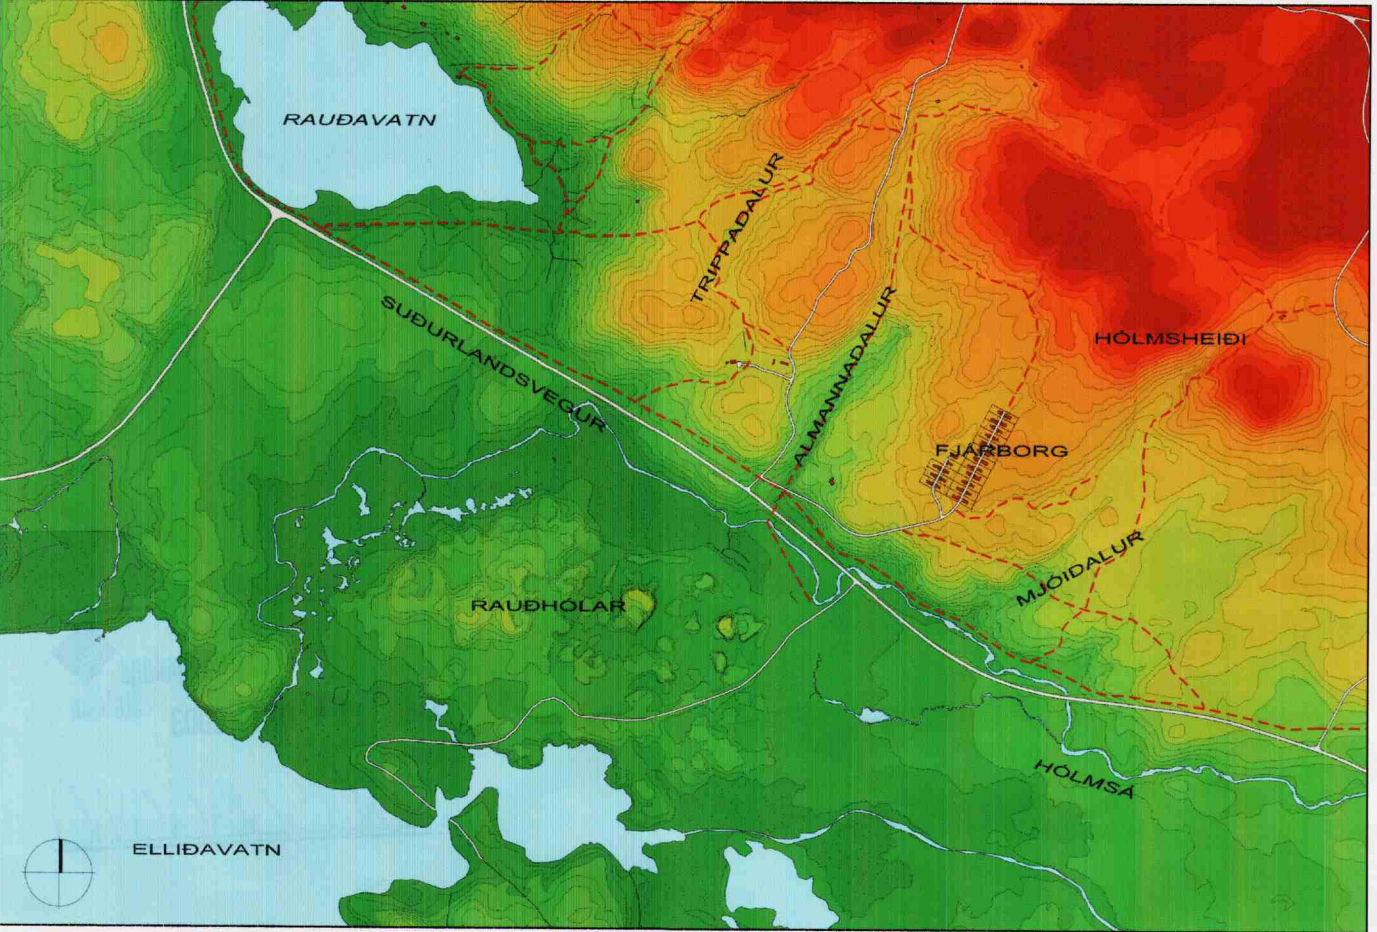 RAUÐAVATN
TRIPPADALUR
SUÐURLANDSVEGUR
ALMANNADALUR
HÓLMSHEIÐI
FJÁRBORG
MJÓIDALUR
RAUÐHÓLAR
HÓLMSÁ
ELLIÐAVATN